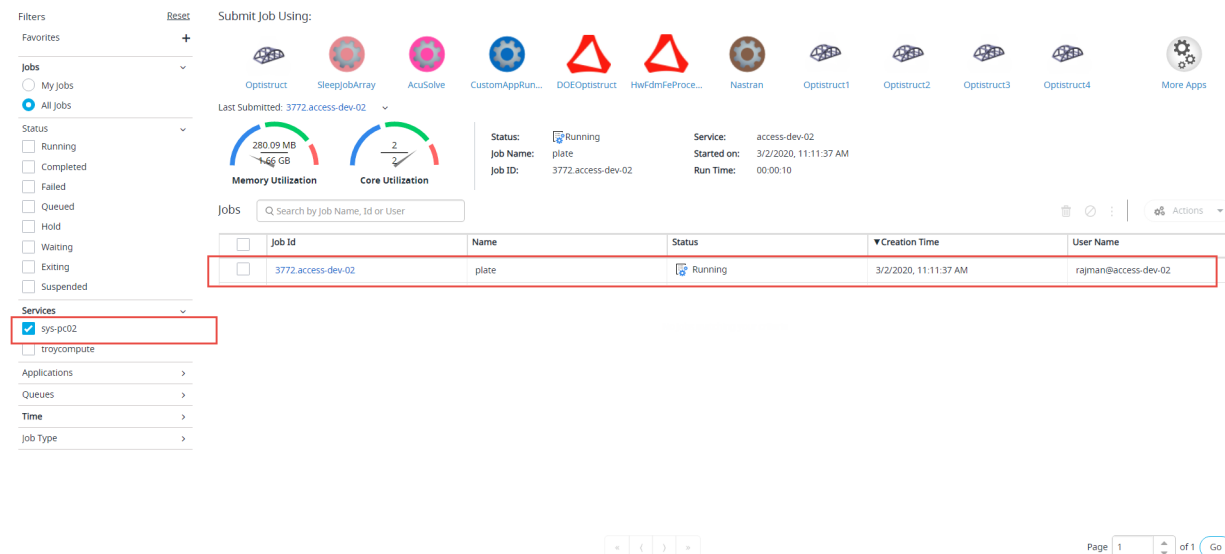 Filters Reset
Favorites +
Jobs
My Jobs
All Jobs
Status
Running
Completed
Failed
Queued
Hold
Waiting
Exiting
Suspended
Services
sys-pc02
troycompute
Applications
Queues
Time
Job Type
Submit Job Using:
Optistruct SleepJobArray AcuSolve CustomAppRun... DOEOptistruct HwFdmFeProce... Nastran Optistruct1 Optistruct2 Optistruct3 Optistruct4 More Apps
Last Submitted: 3772.access-dev-02
280.09 MB
1.66 GB
Memory Utilization
2
2
Core Utilization
Status: Running
Job Name: plate
Job ID: 3772.access-dev-02
Service: access-dev-02
Started on: 3/2/2020, 11:11:37 AM
Run Time: 00:00:10
Jobs Search by Job Name, Id or User Actions
Job Id Name Status ▼Creation Time User Name
3772.access-dev-02 plate Running 3/2/2020, 11:11:37 AM rajman@access-dev-02
« ⟨ ⟩ » Page 1 of 1 Go